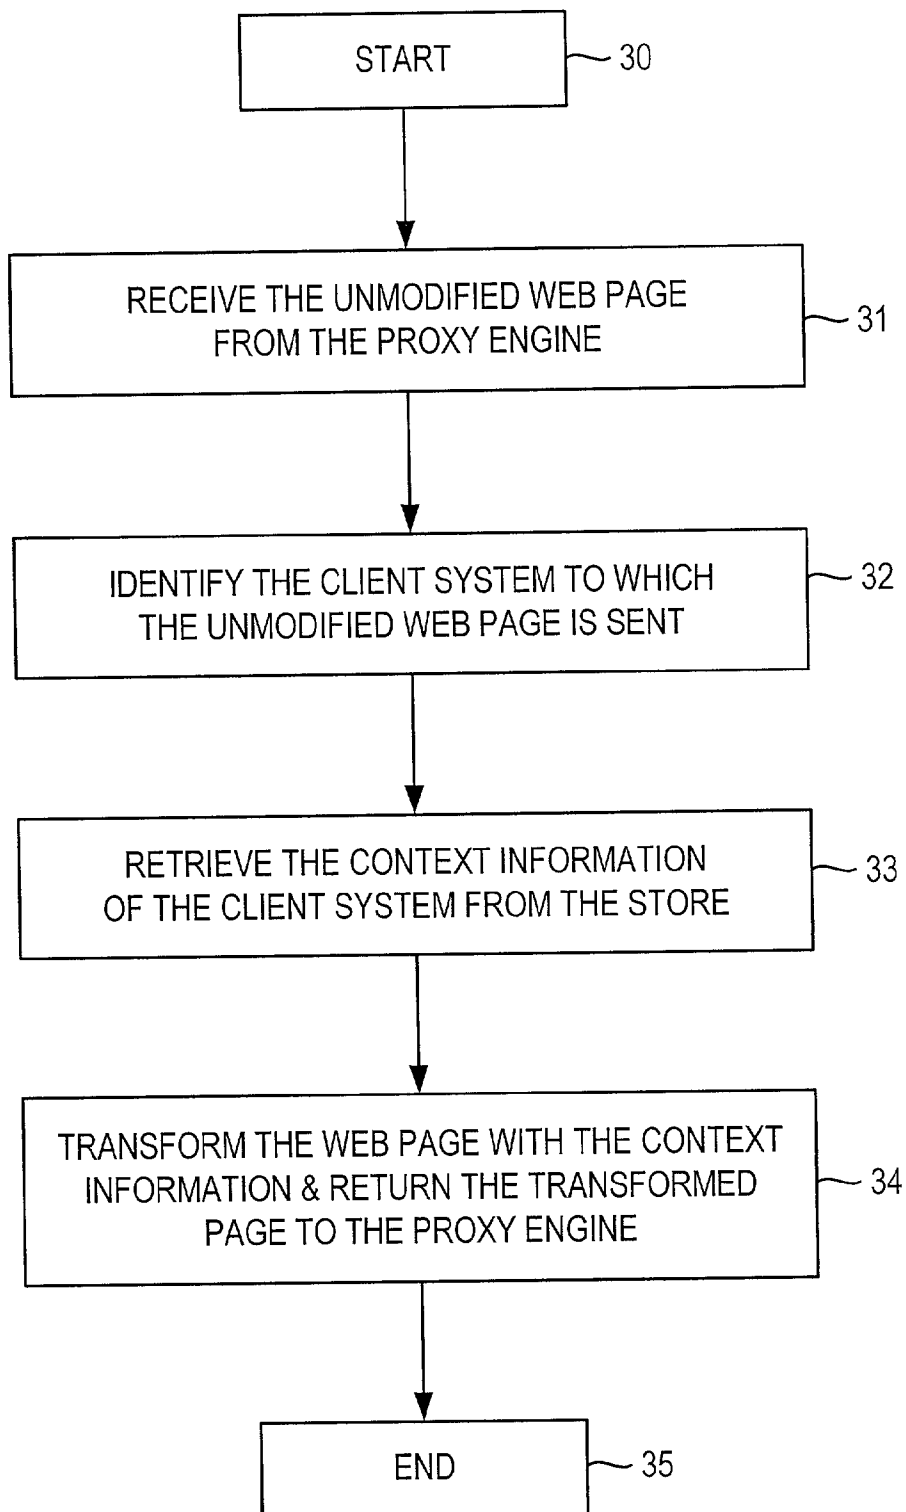 START
30
RECEIVE THE UNMODIFIED WEB PAGE
FROM THE PROXY ENGINE
31
IDENTIFY THE CLIENT SYSTEM TO WHICH
THE UNMODIFIED WEB PAGE IS SENT
32
RETRIEVE THE CONTEXT INFORMATION
OF THE CLIENT SYSTEM FROM THE STORE
33
TRANSFORM THE WEB PAGE WITH THE CONTEXT
INFORMATION & RETURN THE TRANSFORMED
PAGE TO THE PROXY ENGINE
34
END
35